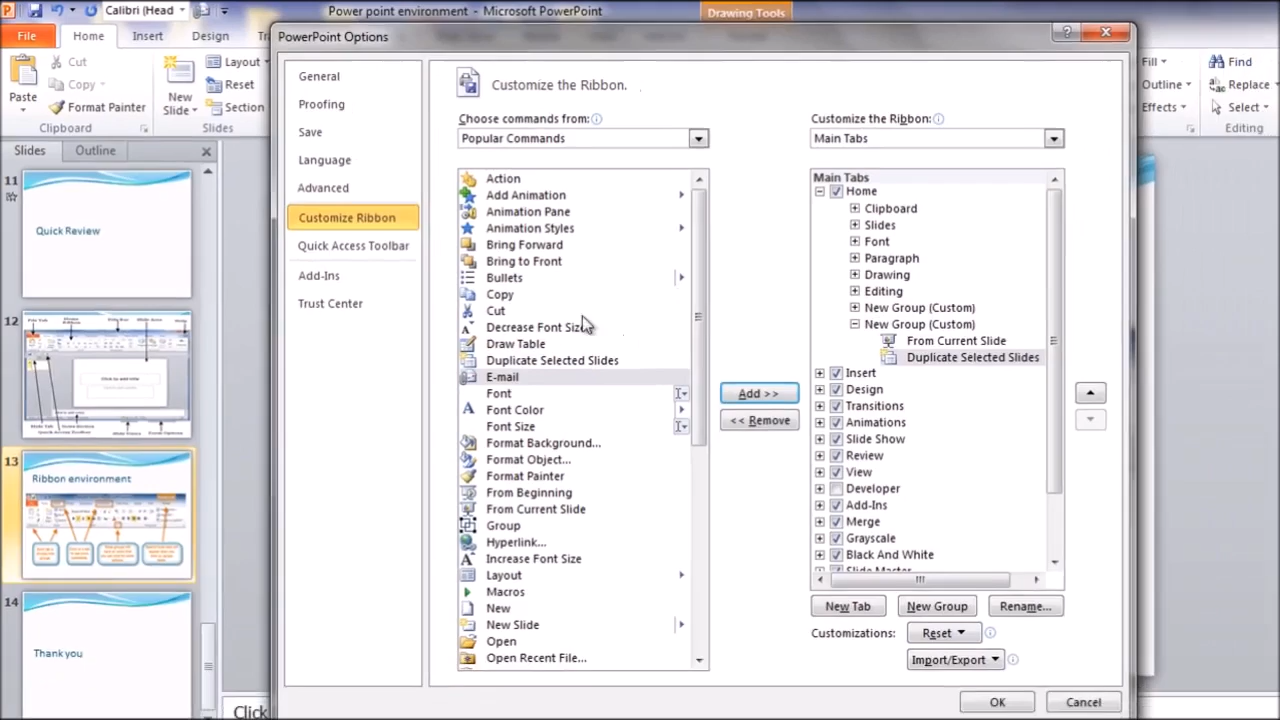 Calibri (Head
Power point environment - Microsoft PowerPoint
Drawing Tools
File
Home
Insert
Design
PowerPoint Options
Paste
Cut
Copy
Format Painter
Clipboard
New
Slide
Layout
Reset
Section
Slides
Fill
Outline
Effects
Find
Replace
Select
Editing
Slides
Outline
11
Quick Review
12
13
Ribbon environment
14
Thank you
Click
General
Proofing
Save
Language
Advanced
Customize Ribbon
Quick Access Toolbar
Add-Ins
Trust Center
Customize the Ribbon.
Choose commands from:
Popular Commands
Action
Add Animation
Animation Pane
Animation Styles
Bring Forward
Bring to Front
Bullets
Copy
Cut
Decrease Font Size
Draw Table
Duplicate Selected Slides
E-mail
Font
Font Color
Font Size
Format Background...
Format Object...
Format Painter
From Beginning
From Current Slide
Group
Hyperlink...
Increase Font Size
Layout
Macros
New
New Slide
Open
Open Recent File...
Add >>
<< Remove
Customize the Ribbon:
Main Tabs
Main Tabs
Home
Clipboard
Slides
Font
Paragraph
Drawing
Editing
New Group (Custom)
New Group (Custom)
From Current Slide
Duplicate Selected Slides
Insert
Design
Transitions
Animations
Slide Show
Review
View
Developer
Add-Ins
Merge
Grayscale
Black And White
Slide Master
New Tab
New Group
Rename...
Customizations:
Reset
Import/Export
OK
Cancel